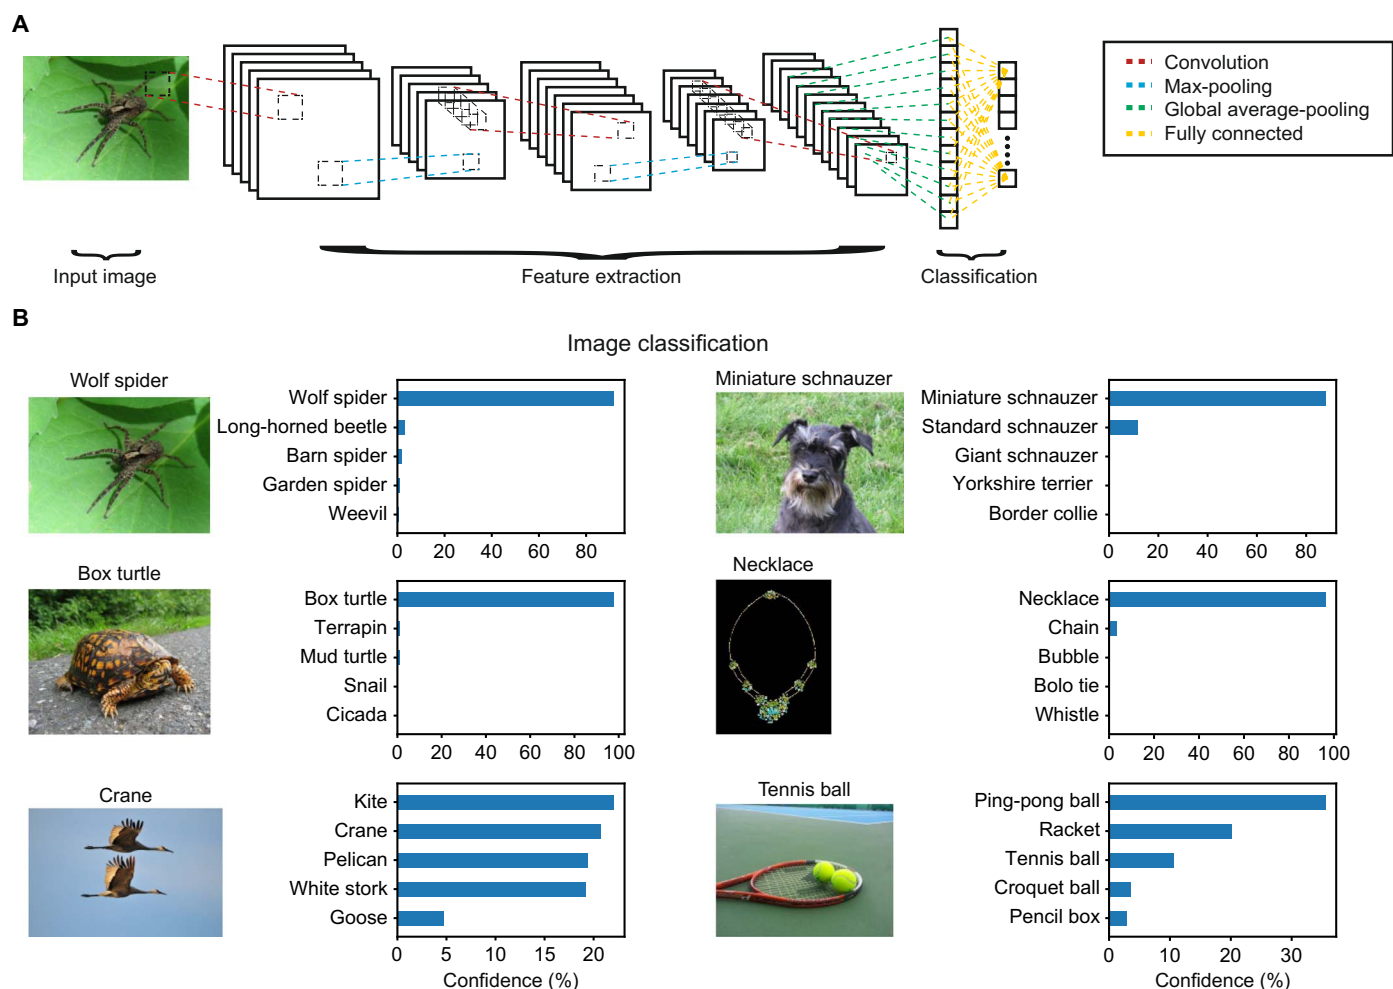 A
Convolution
Max-pooling
Global average-pooling
Fully connected
Input image
Feature extraction
Classification
B
Image classification
Wolf spider
Wolf spider
Long-horned beetle
Barn spider
Garden spider
Weevil
0 20 40 60 80
Miniature schnauzer
Miniature schnauzer
Standard schnauzer
Giant schnauzer
Yorkshire terrier
Border collie
0 20 40 60 80
Box turtle
Box turtle
Terrapin
Mud turtle
Snail
Cicada
0 20 40 60 80 100
Necklace
Necklace
Chain
Bubble
Bolo tie
Whistle
0 20 40 60 80 100
Crane
Kite
Crane
Pelican
White stork
Goose
0 5 10 15 20
Confidence (%)
Tennis ball
Ping-pong ball
Racket
Tennis ball
Croquet ball
Pencil box
0 10 20 30
Confidence (%)